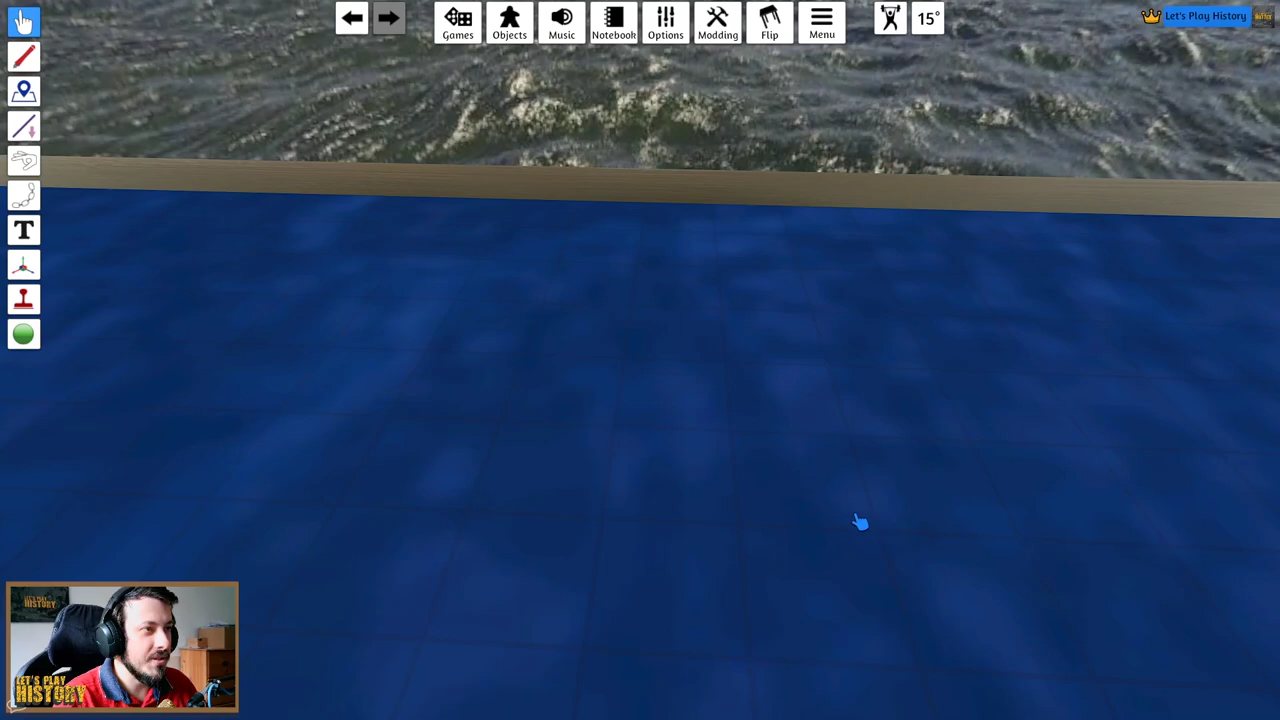 Games
Objects
Music
Notebook
Options
Modding
Flip
Menu
15°
Let's Play History
T
LET'S PLAY
HISTORY
LET'S PLAY
HISTORY